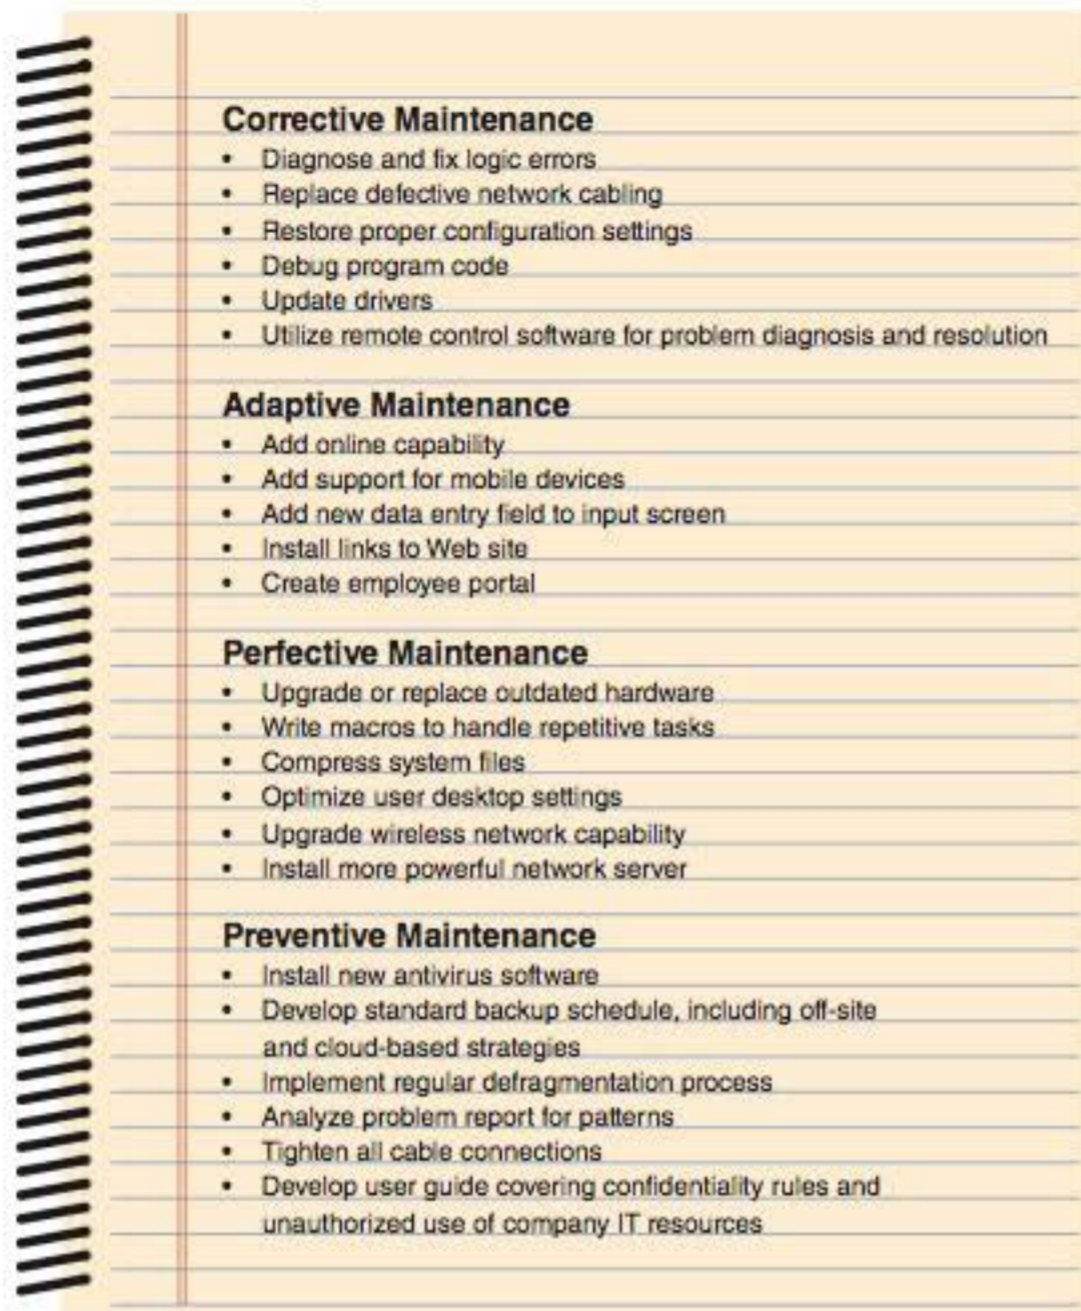 Corrective Maintenance
• Diagnose and fix logic errors
• Replace defective network cabling
• Restore proper configuration settings
• Debug program code
• Update drivers
• Utilize remote control software for problem diagnosis and resolution
Adaptive Maintenance
• Add online capability
• Add support for mobile devices
• Add new data entry field to input screen
• Install links to Web site
• Create employee portal
Perfective Maintenance
• Upgrade or replace outdated hardware
• Write macros to handle repetitive tasks
• Compress system files
• Optimize user desktop settings
• Upgrade wireless network capability
• Install more powerful network server
Preventive Maintenance
• Install new antivirus software
• Develop standard backup schedule, including off-site
and cloud-based strategies
• Implement regular defragmentation process
• Analyze problem report for patterns
• Tighten all cable connections
• Develop user guide covering confidentiality rules and
unauthorized use of company IT resources